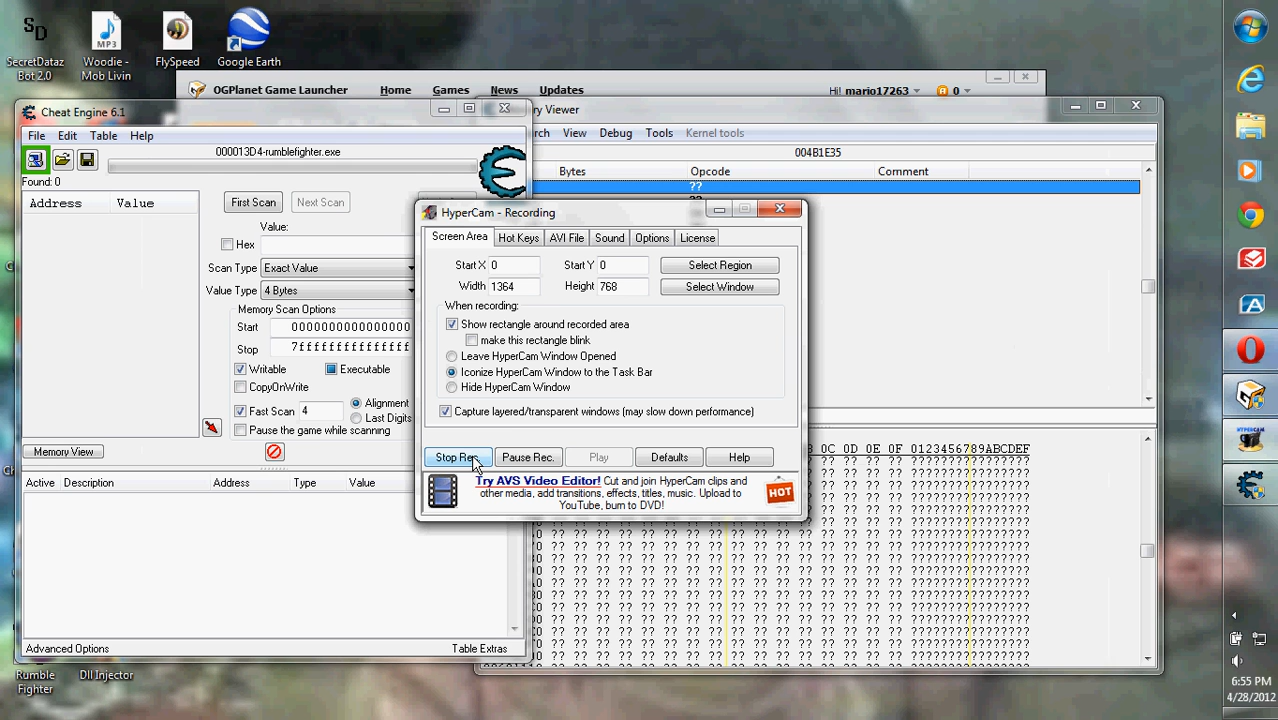 SD
MP3
SecretDataz Bot 2.0
Woodie - Mob Livin
FlySpeed
Google Earth
OGPlanet Game Launcher Home Games News Updates Hi! mario17263 0
Cheat Engine 6.1
File Edit Table Help
000013D4-rumblefighter.exe
Found: 0
Address Value
First Scan Next Scan
Value:
Hex
Scan Type Exact Value
Value Type 4 Bytes
Memory Scan Options
Start 0000000000000000
Stop 7fffffffffffffff
Writable Executable
CopyOnWrite Alignment
Fast Scan 4 Last Digits
Pause the game while scanning
Memory View
Active Description Address Type Value
Advanced Options Table Extras
Rumble Fighter
Dll Injector
Viewer
View Debug Tools Kernel tools
004B1E35
Bytes Opcode Comment
??
HyperCam - Recording
Screen Area Hot Keys AVI File Sound Options License
Start X 0 Start Y 0 Select Region
Width 1364 Height 768 Select Window
When recording:
Show rectangle around recorded area
make this rectangle blink
Leave HyperCam Window Opened
Iconize HyperCam Window to the Task Bar
Hide HyperCam Window
Capture layered/transparent windows (may slow down performance)
Stop Rec. Pause Rec. Play Defaults Help
Try AVS Video Editor! Cut and join HyperCam clips and
other media, add transitions, effects, titles, music. Upload to
YouTube, burn to DVD!
HOT
0C 0D 0E 0F 0123456789ABCDEF
HYPERCAM
6:55 PM
4/28/2012